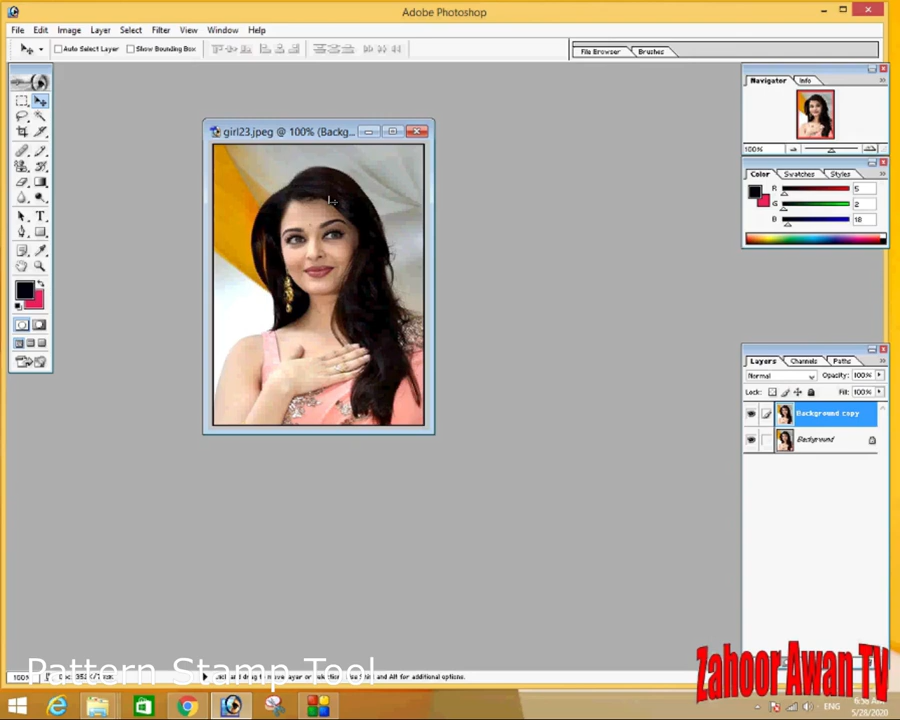 Adobe Photoshop
File Edit Image Layer Select Filter View Window Help
Auto Select Layer Show Bounding Box File Browser Brushes
Navigator Info
girl23.jpeg @ 100% (Backg...
100%
Color Swatches Styles
R 5
G 2
B 18
Layers Channels Paths
Normal Opacity: 100%
Lock: Fill: 100%
Background copy
Background
Pattern Stamp Tool
Zahoor Awan TV
ENG
5/28/2020